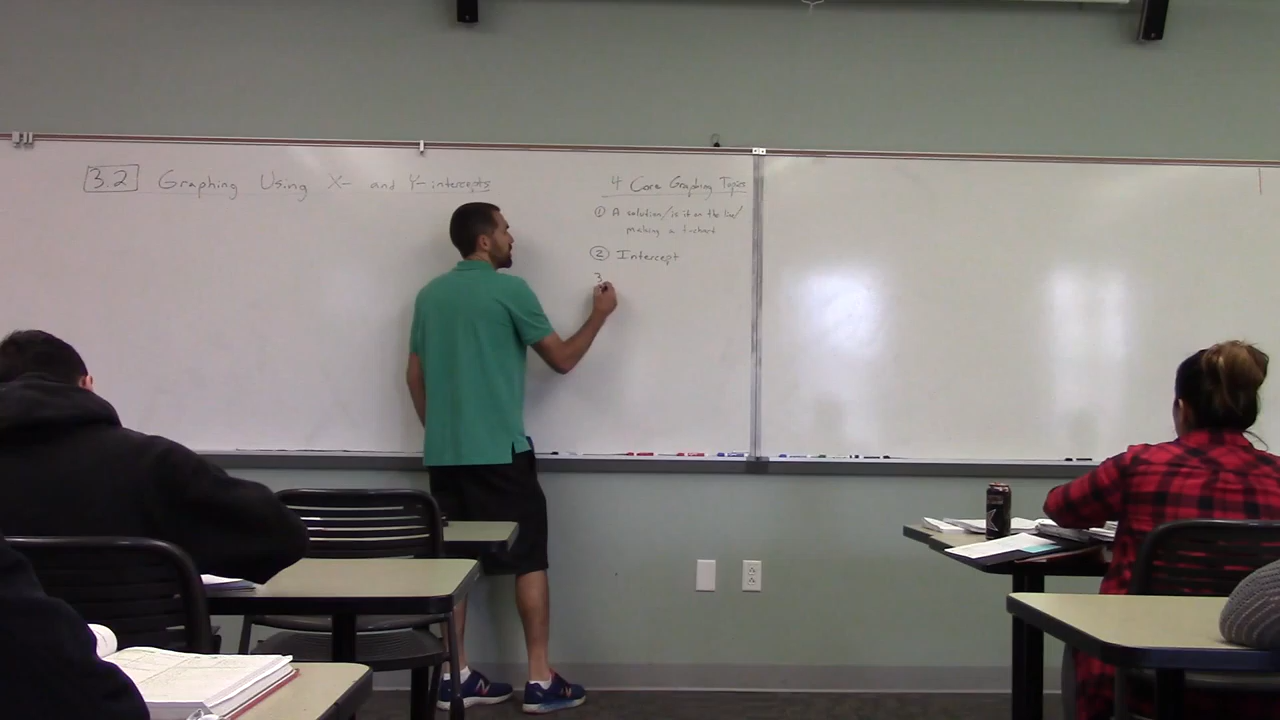 3.2 Graphing Using X- and Y-intercepts
4 Core Graphing Topics
① A solution/is it on the line/
making a t-chart
② Intercept
3